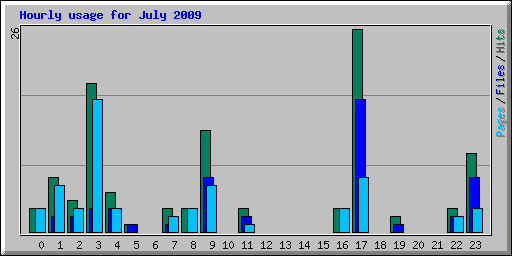 Hourly usage for July 2009
26
Pages / Files / Hits
0 1 2 3 4 5 6 7 8 9 10 11 12 13 14 15 16 17 18 19 20 21 22 23